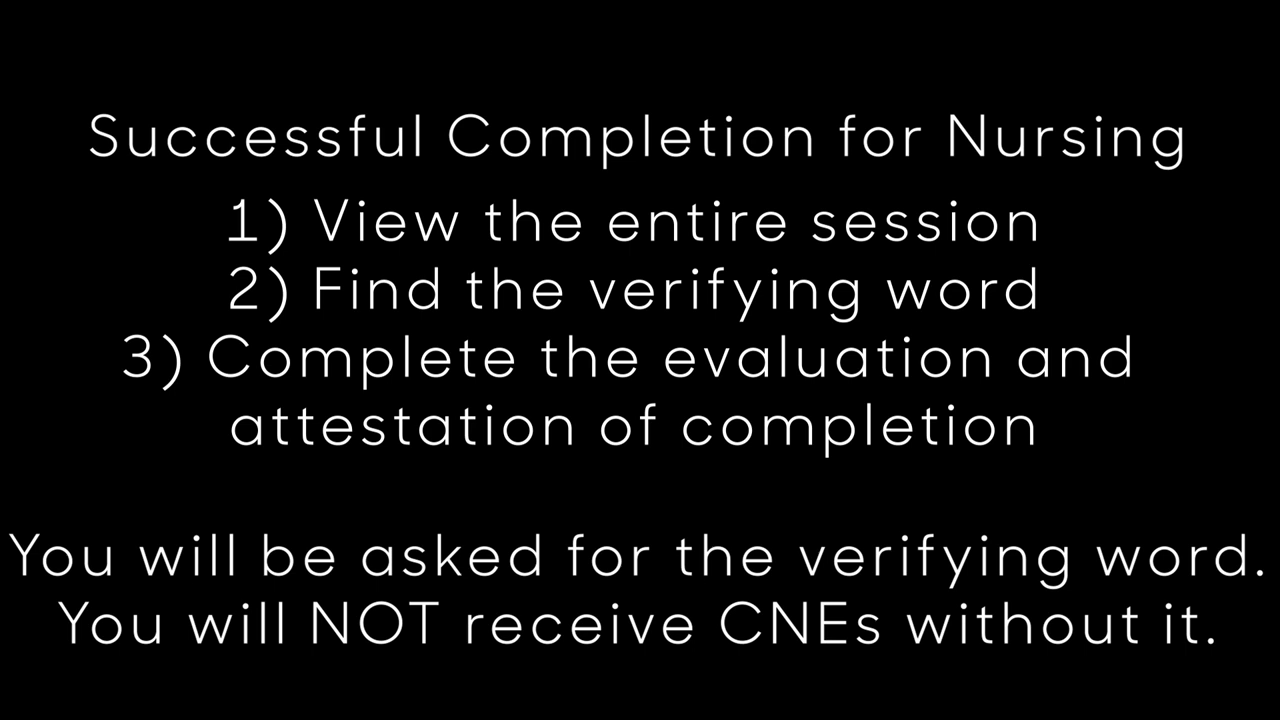 Successful Completion for Nursing
1) View the entire session
2) Find the verifying word
3) Complete the evaluation and
attestation of completion
You will be asked for the verifying word.
You will NOT receive CNEs without it.